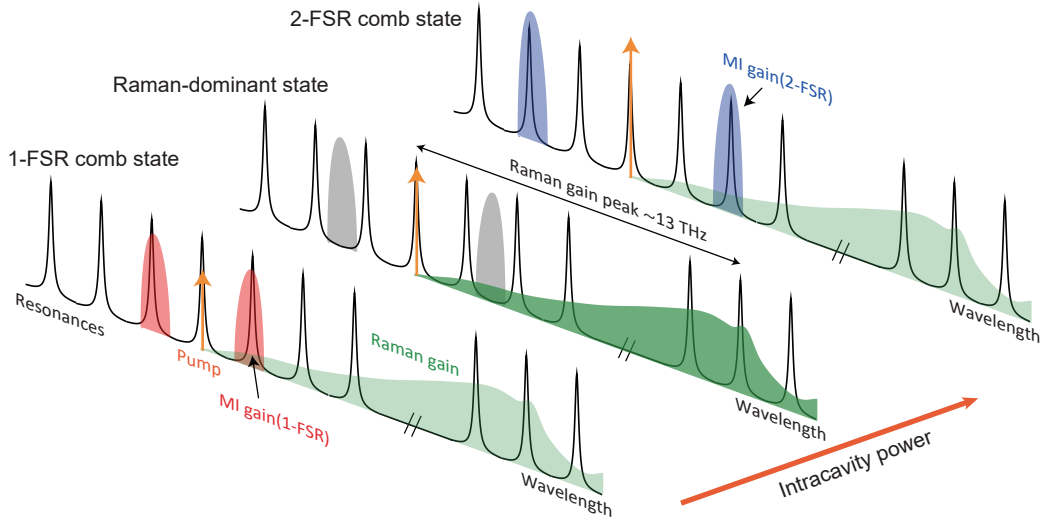 2-FSR comb state
MI gain(2-FSR)
Raman-dominant state
Raman gain peak ~13 THz
1-FSR comb state
Resonances
Pump
Raman gain
MI gain(1-FSR)
Wavelength
Wavelength
Wavelength
Intracavity power